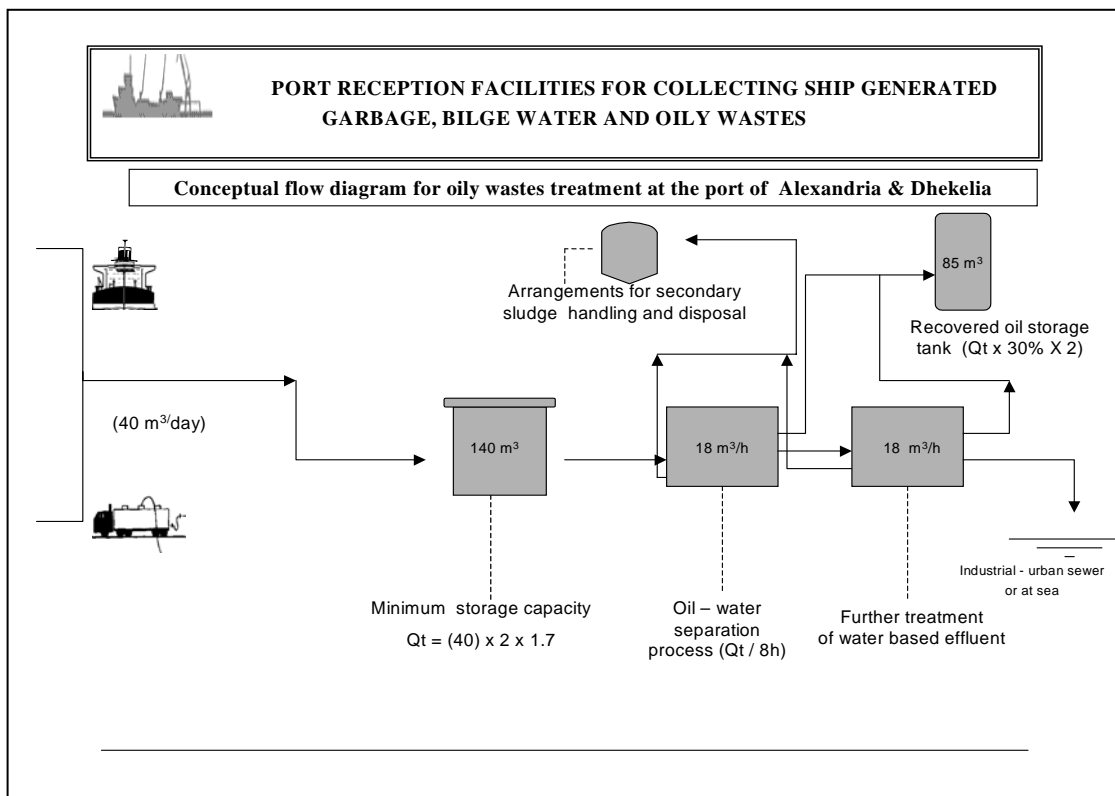 PORT RECEPTION FACILITIES FOR COLLECTING SHIP GENERATED
GARBAGE, BILGE WATER AND OILY WASTES
Conceptual flow diagram for oily wastes treatment at the port of Alexandria & Dhekelia
85 m³
Arrangements for secondary
sludge handling and disposal
Recovered oil storage
tank (Qt x 30% X 2)
(40 m³/day)
140 m³
18 m³/h
18 m³/h
Industrial - urban sewer
or at sea
Minimum storage capacity
Qt = (40) x 2 x 1.7
Oil – water
separation
process (Qt / 8h)
Further treatment
of water based effluent